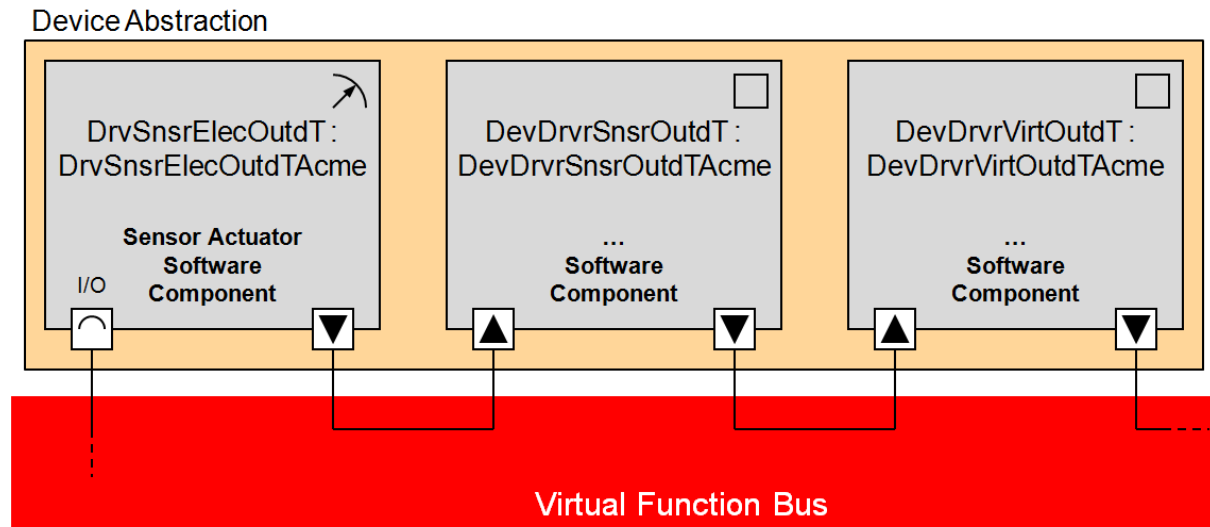 Device Abstraction
DrvSnsrElecOutdT :
DrvSnsrElecOutdTAcme
Sensor Actuator
Software
Component
I/O
DevDrvrSnsrOutdT :
DevDrvrSnsrOutdTAcme
...
Software
Component
DevDrvrVirtOutdT :
DevDrvrVirtOutdTAcme
...
Software
Component
Virtual Function Bus